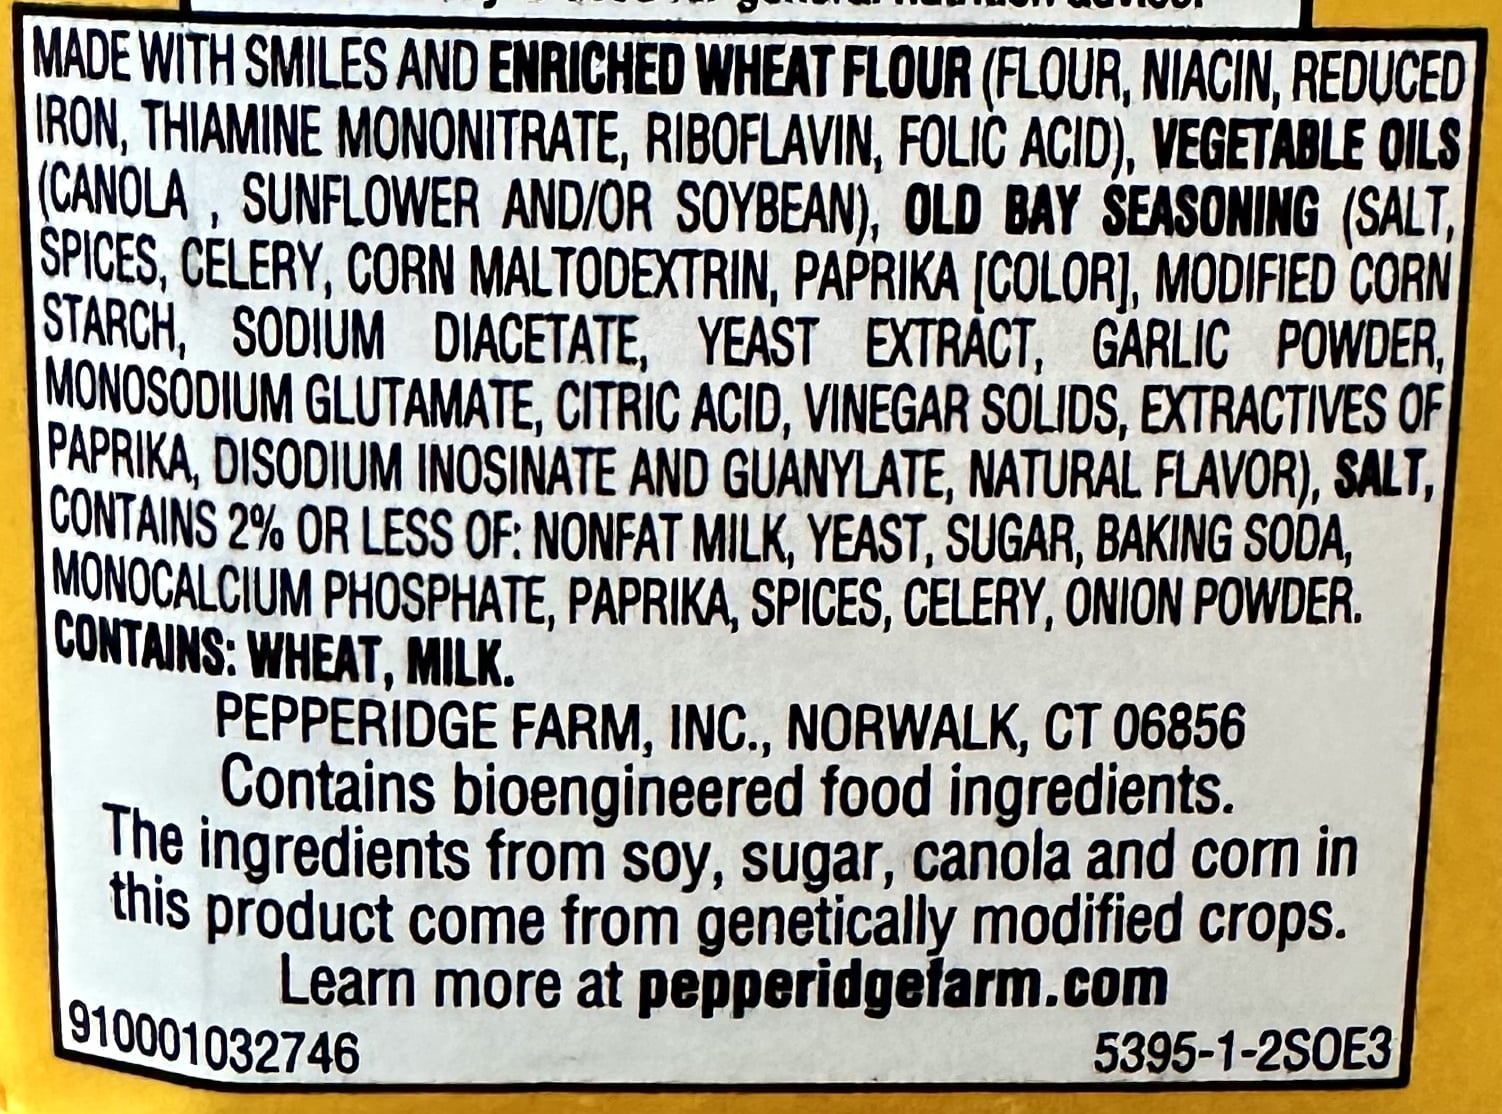 MADE WITH SMILES AND ENRICHED WHEAT FLOUR (FLOUR, NIACIN, REDUCED
IRON, THIAMINE MONONITRATE, RIBOFLAVIN, FOLIC ACID), VEGETABLE OILS
(CANOLA , SUNFLOWER AND/OR SOYBEAN), OLD BAY SEASONING (SALT,
SPICES, CELERY, CORN MALTODEXTRIN, PAPRIKA [COLOR], MODIFIED CORN
STARCH, SODIUM DIACETATE, YEAST EXTRACT, GARLIC POWDER,
MONOSODIUM GLUTAMATE, CITRIC ACID, VINEGAR SOLIDS, EXTRACTIVES OF
PAPRIKA, DISODIUM INOSINATE AND GUANYLATE, NATURAL FLAVOR), SALT,
CONTAINS 2% OR LESS OF: NONFAT MILK, YEAST, SUGAR, BAKING SODA,
MONOCALCIUM PHOSPHATE, PAPRIKA, SPICES, CELERY, ONION POWDER.
CONTAINS: WHEAT, MILK.
PEPPERIDGE FARM, INC., NORWALK, CT 06856
Contains bioengineered food ingredients.
The ingredients from soy, sugar, canola and corn in
this product come from genetically modified crops.
Learn more at pepperidgefarm.com
910001032746
5395-1-2SOE3